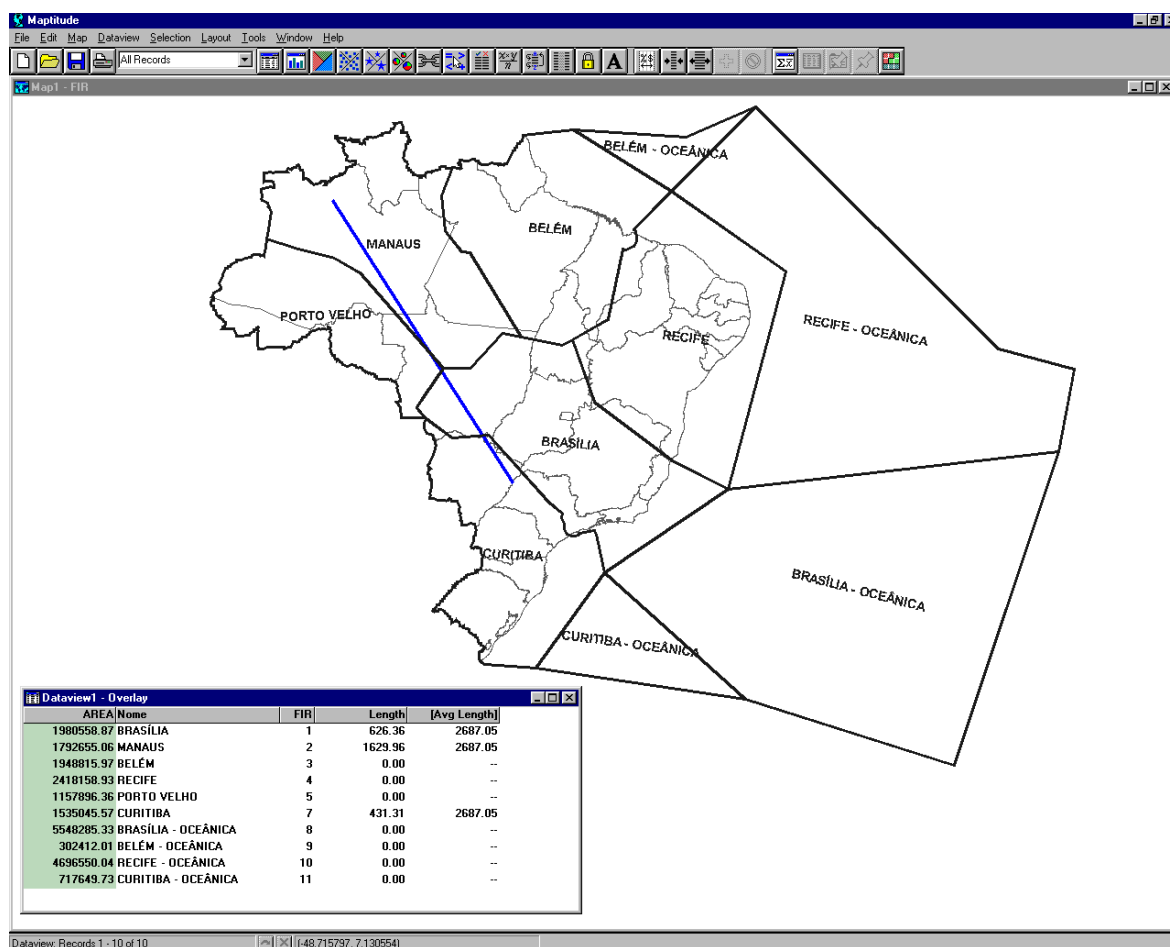 Maptitude
File Edit Map Dataview Selection Layout Tools Window Help
All Records
Map1 - FIR
BELÉM - OCEÂNICA
BELÉM
MANAUS
PORTO VELHO
RECIFE - OCEÂNICA
RECIFE
BRASÍLIA
CURITIBA
BRASÍLIA - OCEÂNICA
CURITIBA - OCEÂNICA
Dataview1 - Overlay
AREA Nome FIR Length [Avg Length]
1980558.87 BRASÍLIA 1 626.36 2687.05
1792655.06 MANAUS 2 1629.96 2687.05
1948815.97 BELÉM 3 0.00 --
2418158.93 RECIFE 4 0.00 --
1157896.36 PORTO VELHO 5 0.00 --
1535045.57 CURITIBA 7 431.31 2687.05
5548285.33 BRASÍLIA - OCEÂNICA 8 0.00 --
302412.01 BELÉM - OCEÂNICA 9 0.00 --
4696550.04 RECIFE - OCEÂNICA 10 0.00 --
717649.73 CURITIBA - OCEÂNICA 11 0.00 --
Dataview: Records 1 - 10 of 10 (-48.715797, 7.130554)